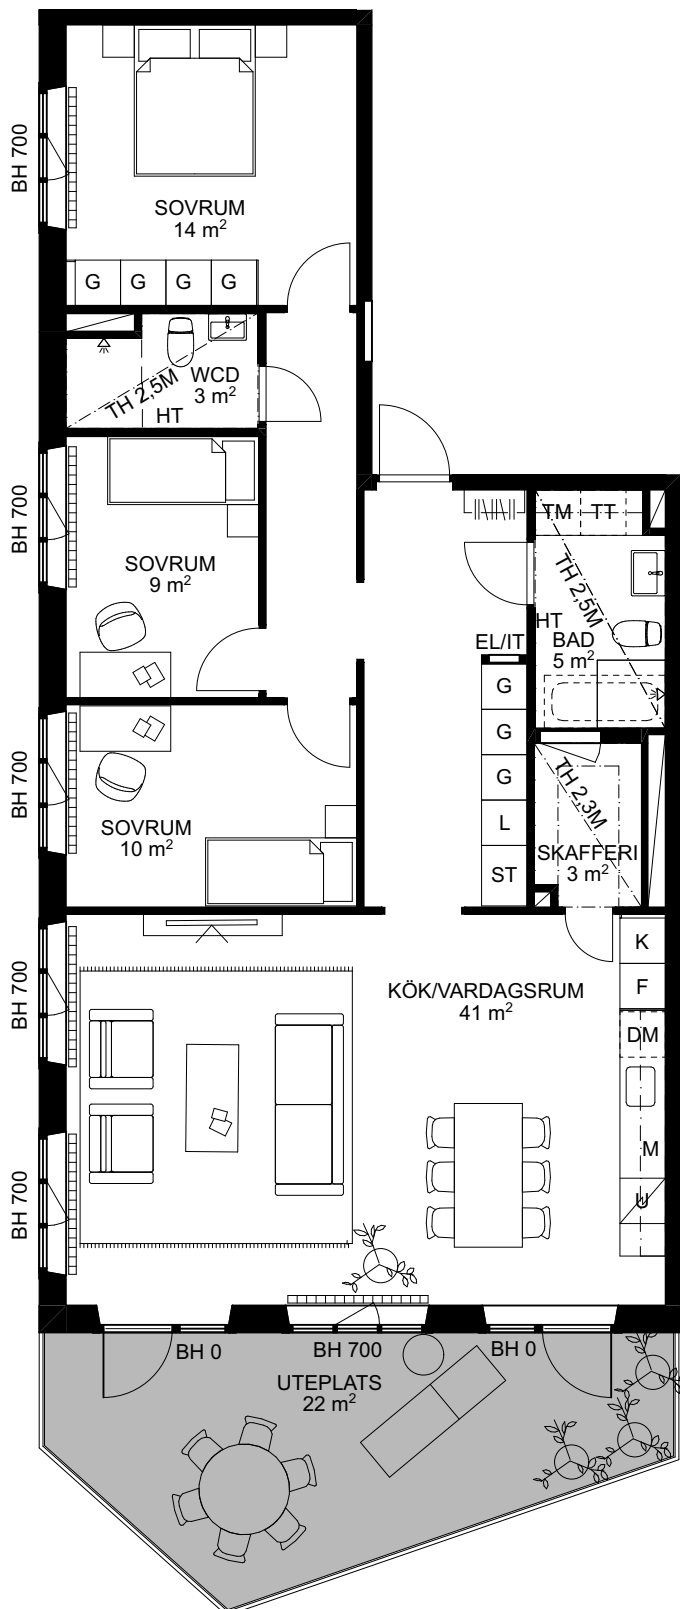 BH 700
SOVRUM
14 m²
G G G G
WCD
3 m²
TH 2,5M
HT
BH 700
SOVRUM
9 m²
TM TT
TH 2,5M
HT
BAD
5 m²
EL/IT
G
G
G
L
ST
BH 700
SOVRUM
10 m²
TH 2,3M
SKAFFERI
3 m²
BH 700
KÖK/VARDAGSRUM
41 m²
K
F
DM
M
U
BH 700
BH 0
BH 700
BH 0
UTEPLATS
22 m²